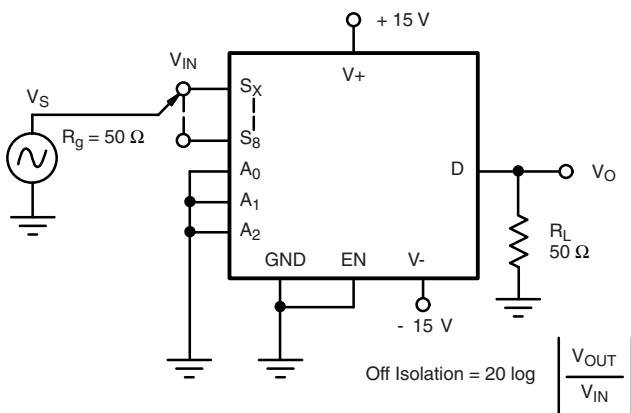 + 15 V
V+
V_IN
V_S
R_g = 50 Ω
S_X
S_8
A_0
A_1
A_2
D
V_O
R_L
50 Ω
GND EN V-
- 15 V
Off Isolation = 20 log | V_OUT / V_IN |